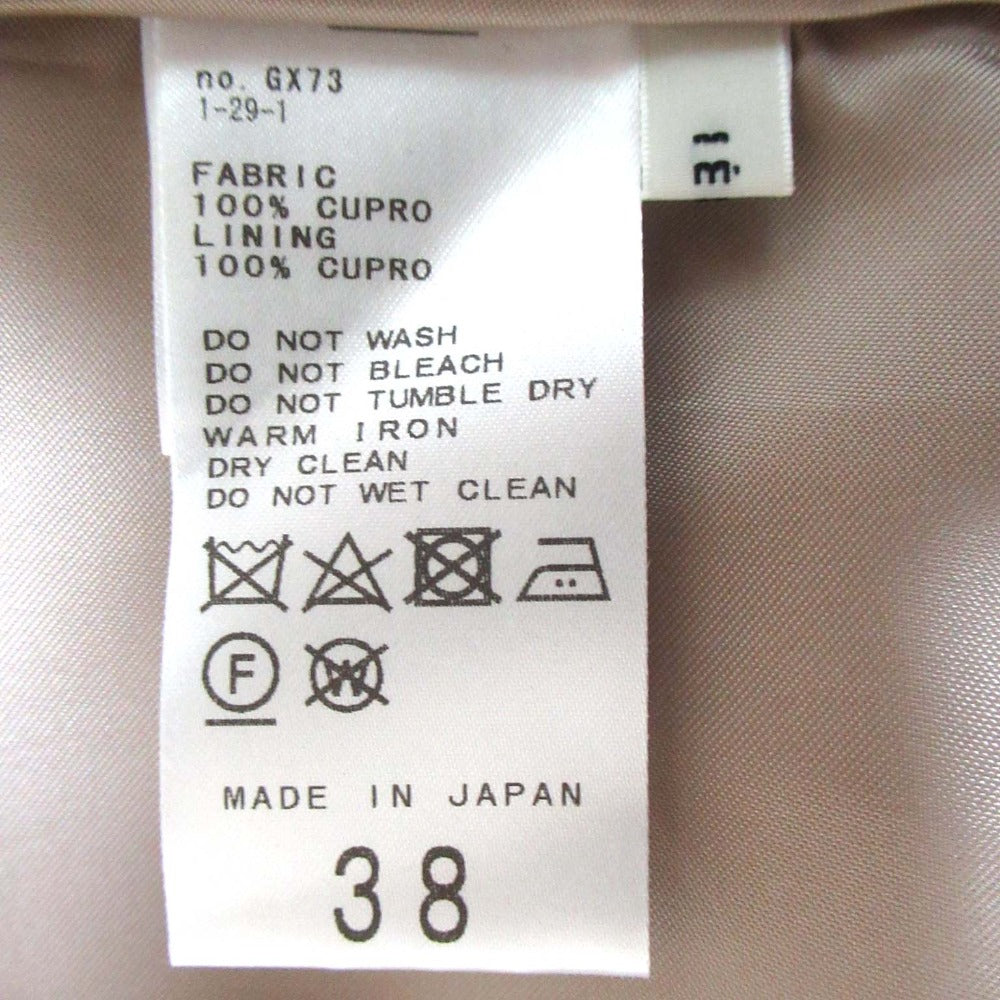 no. GX73
1-29-1
FABRIC
100% CUPRO
LINING
100% CUPRO
DO NOT WASH
DO NOT BLEACH
DO NOT TUMBLE DRY
WARM IRON
DRY CLEAN
DO NOT WET CLEAN
F W
MADE IN JAPAN
38